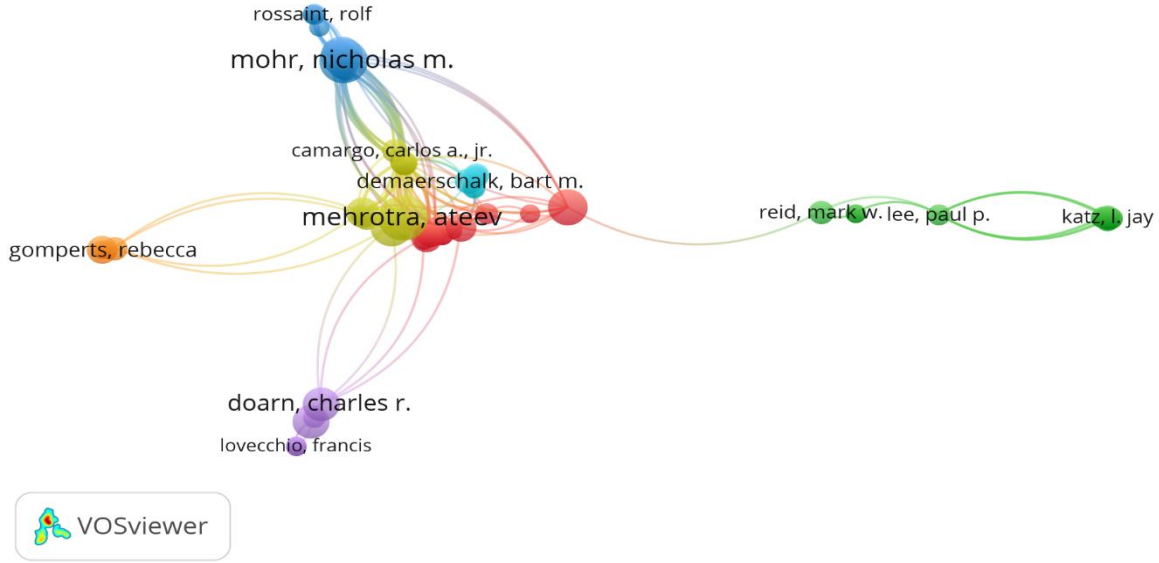 rossaint, rolf
mohr, nicholas m.
camargo, carlos a., jr.
demaerschalk, bart m.
mehrotra, ateev
reid, mark w.
lee, paul p.
katz, l. jay
gomperts, rebecca
doarn, charles r.
lovecchio, francis
VOSviewer